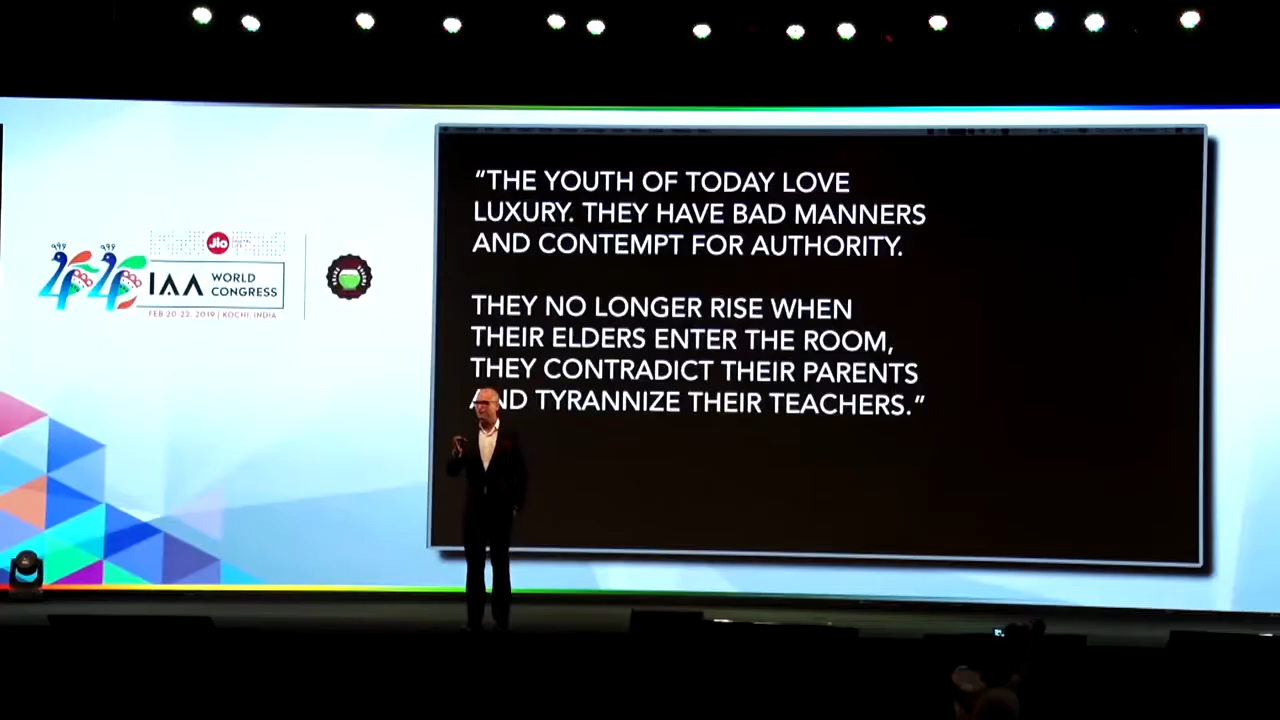 Jio
IAA WORLD
CONGRESS
FEB 20-22, 2019 | KOCHI, INDIA
“THE YOUTH OF TODAY LOVE
LUXURY. THEY HAVE BAD MANNERS
AND CONTEMPT FOR AUTHORITY.
THEY NO LONGER RISE WHEN
THEIR ELDERS ENTER THE ROOM,
THEY CONTRADICT THEIR PARENTS
AND TYRANNIZE THEIR TEACHERS.”